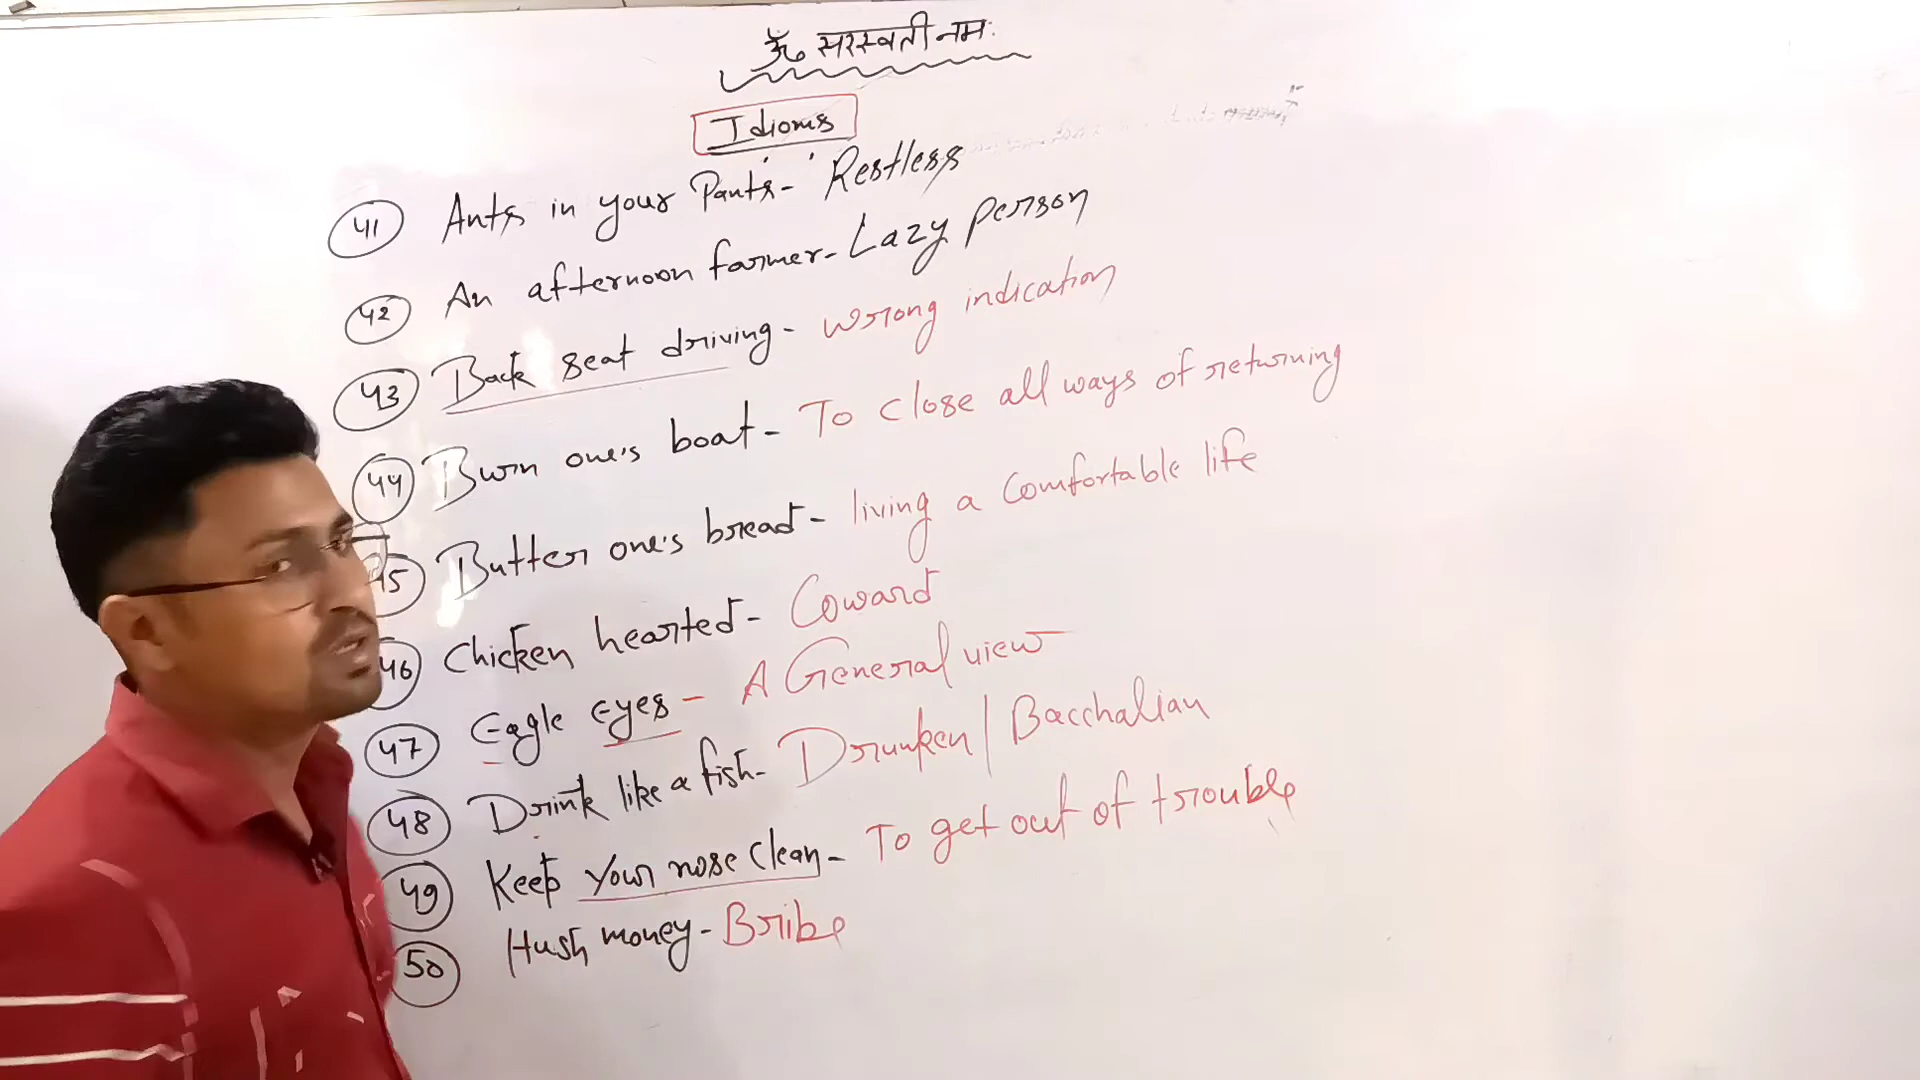 ॐ सरस्वती नमः
Idioms
41 Ants in your Pants - Restless
42 An afternoon farmer - Lazy person
43 Back seat driving - wrong indication
44 Burn one's boat - To close all ways of returning
45 Butter one's bread - living a Comfortable life
46 Chicken hearted - Coward
47 Eagle Eyes - A General view
48 Drink like a fish - Drunken / Bacchalian
49 Keep your nose clean - To get out of trouble
50 Hush money - Bribe